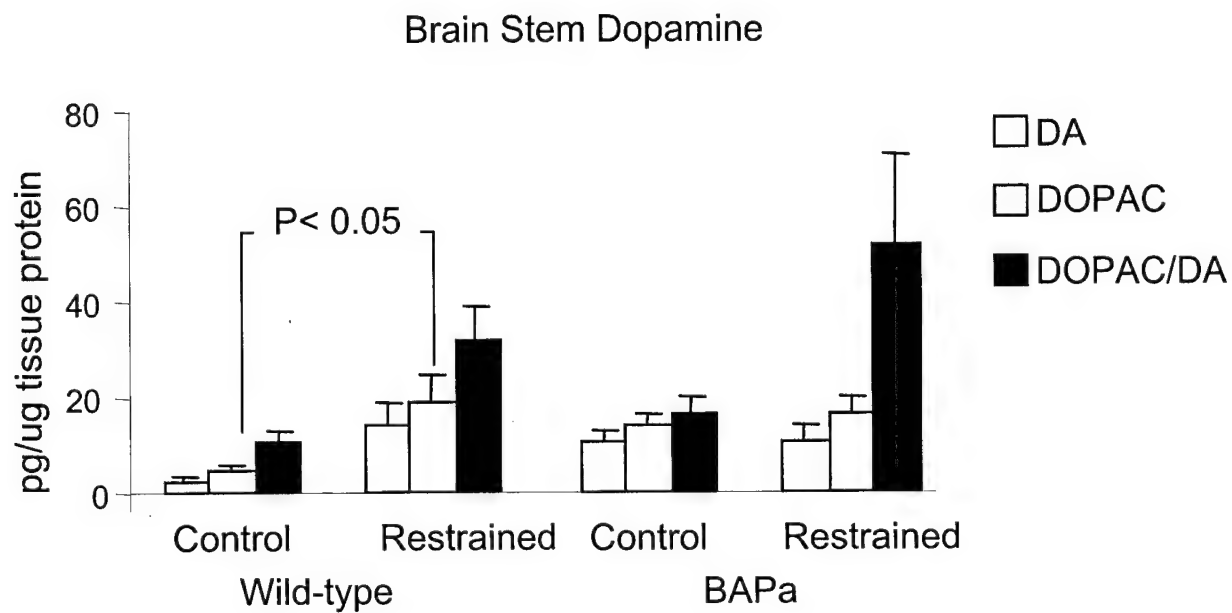 Brain Stem Dopamine
80
60
40
20
0
pg/ug tissue protein
P< 0.05
DA
DOPAC
DOPAC/DA
Control
Restrained
Control
Restrained
Wild-type
BAPa